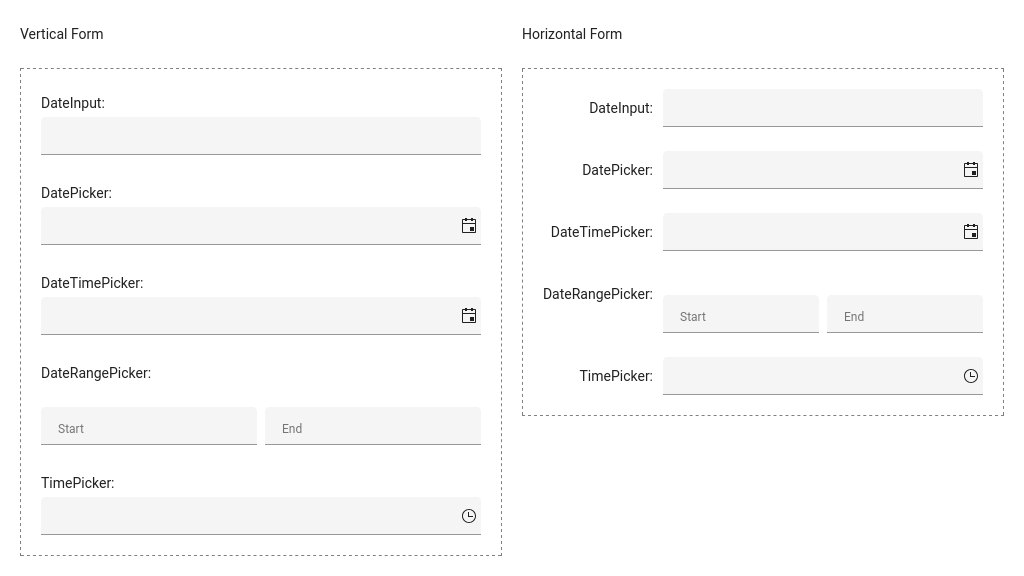 Vertical Form
DateInput:
DatePicker:
DateTimePicker:
DateRangePicker:
Start End
TimePicker:
Horizontal Form
DateInput:
DatePicker:
DateTimePicker:
DateRangePicker:
Start End
TimePicker: